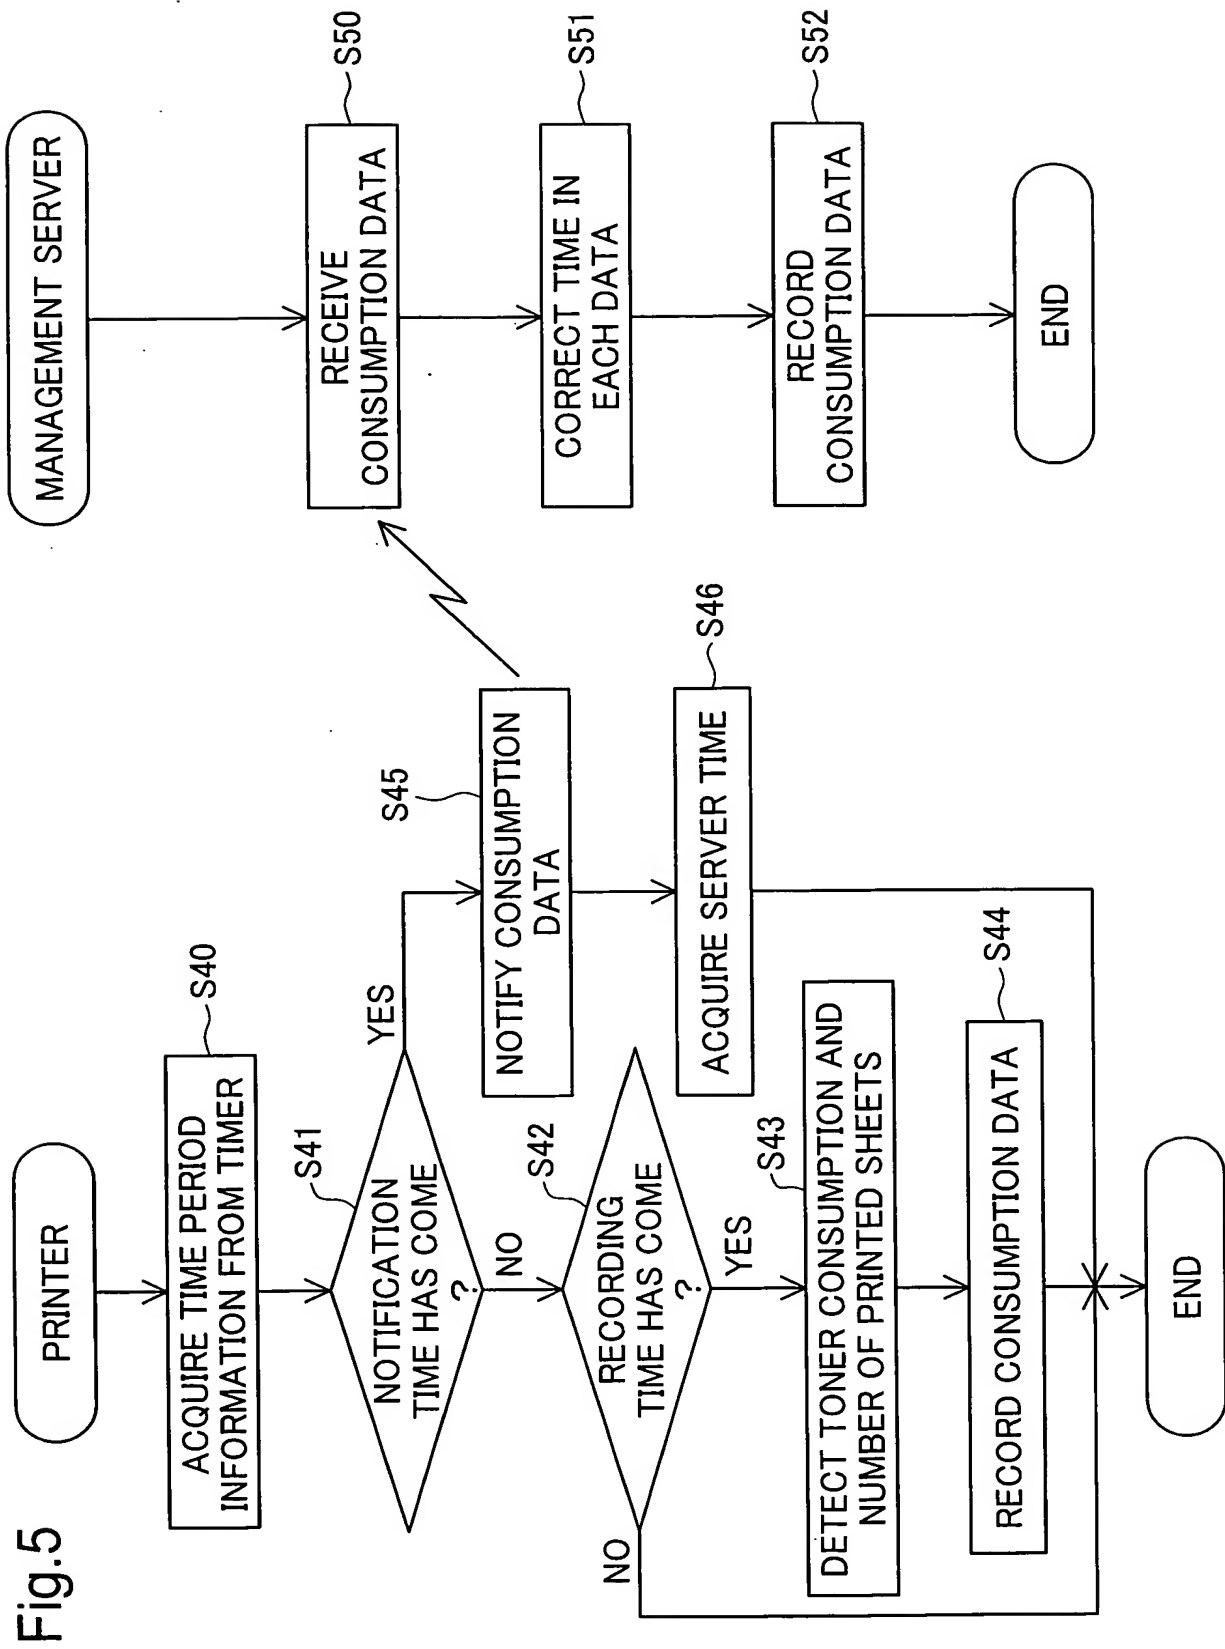 Fig.5
PRINTER
ACQUIRE TIME PERIOD
INFORMATION FROM TIMER
S40
NOTIFICATION
TIME HAS COME
?
S41
YES
NO
RECORDING
TIME HAS COME
?
S42
NO
YES
DETECT TONER CONSUMPTION AND
NUMBER OF PRINTED SHEETS
S43
RECORD CONSUMPTION DATA
S44
END
NOTIFY CONSUMPTION
DATA
S45
ACQUIRE SERVER TIME
S46
MANAGEMENT SERVER
RECEIVE
CONSUMPTION DATA
S50
CORRECT TIME IN
EACH DATA
S51
RECORD
CONSUMPTION DATA
S52
END